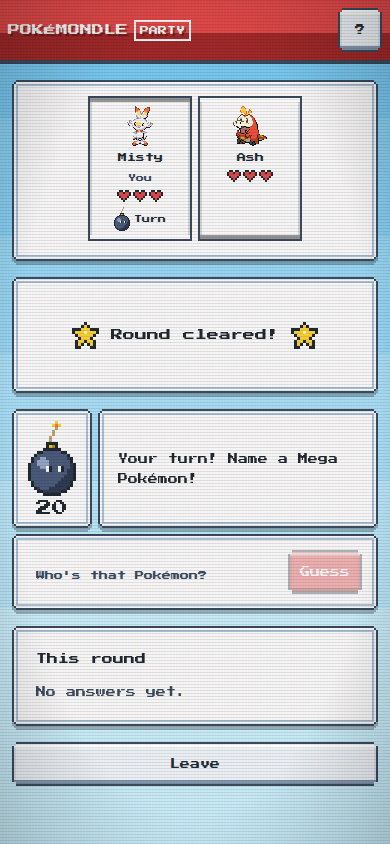 POKéMONDLE PARTY
?
Misty
You
Turn
Ash
Round cleared!
20
Your turn! Name a Mega
Pokémon!
Who's that Pokémon?
Guess
This round
No answers yet.
Leave